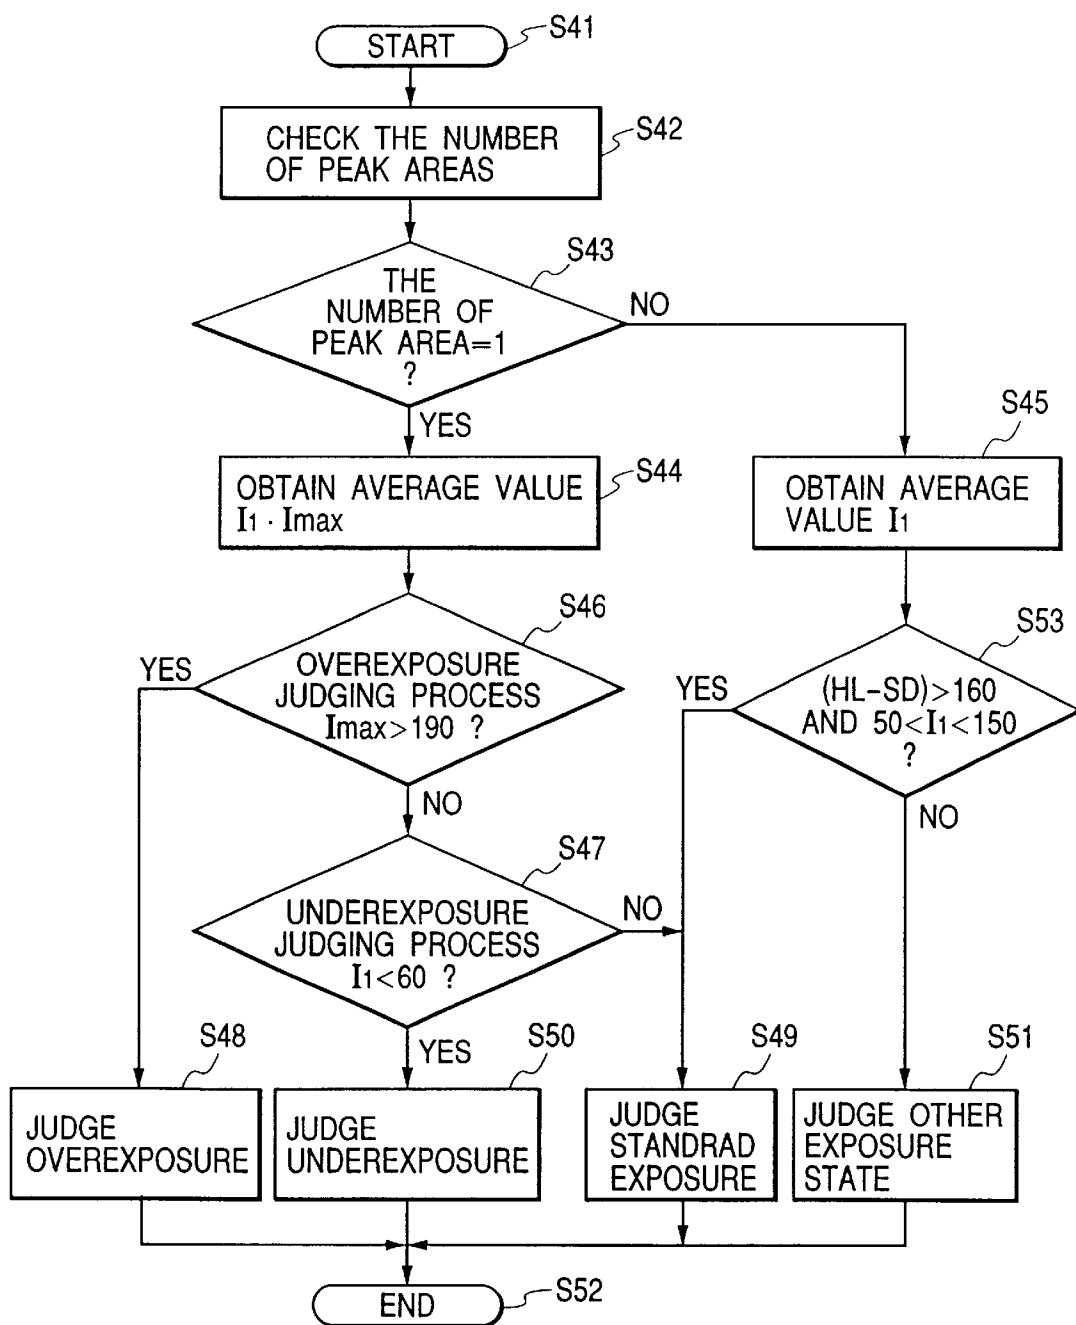 START
S41
CHECK THE NUMBER
OF PEAK AREAS
S42
THE
NUMBER OF
PEAK AREA=1
?
S43
NO
YES
OBTAIN AVERAGE VALUE
I1 · Imax
S44
OBTAIN AVERAGE
VALUE I1
S45
OVEREXPOSURE
JUDGING PROCESS
Imax>190 ?
S46
YES
NO
(HL-SD)>160
AND 50<I1<150
?
S53
YES
NO
UNDEREXPOSURE
JUDGING PROCESS
I1<60 ?
S47
NO
YES
JUDGE
OVEREXPOSURE
S48
JUDGE
UNDEREXPOSURE
S50
JUDGE
STANDRAD
EXPOSURE
S49
JUDGE OTHER
EXPOSURE
STATE
S51
END
S52